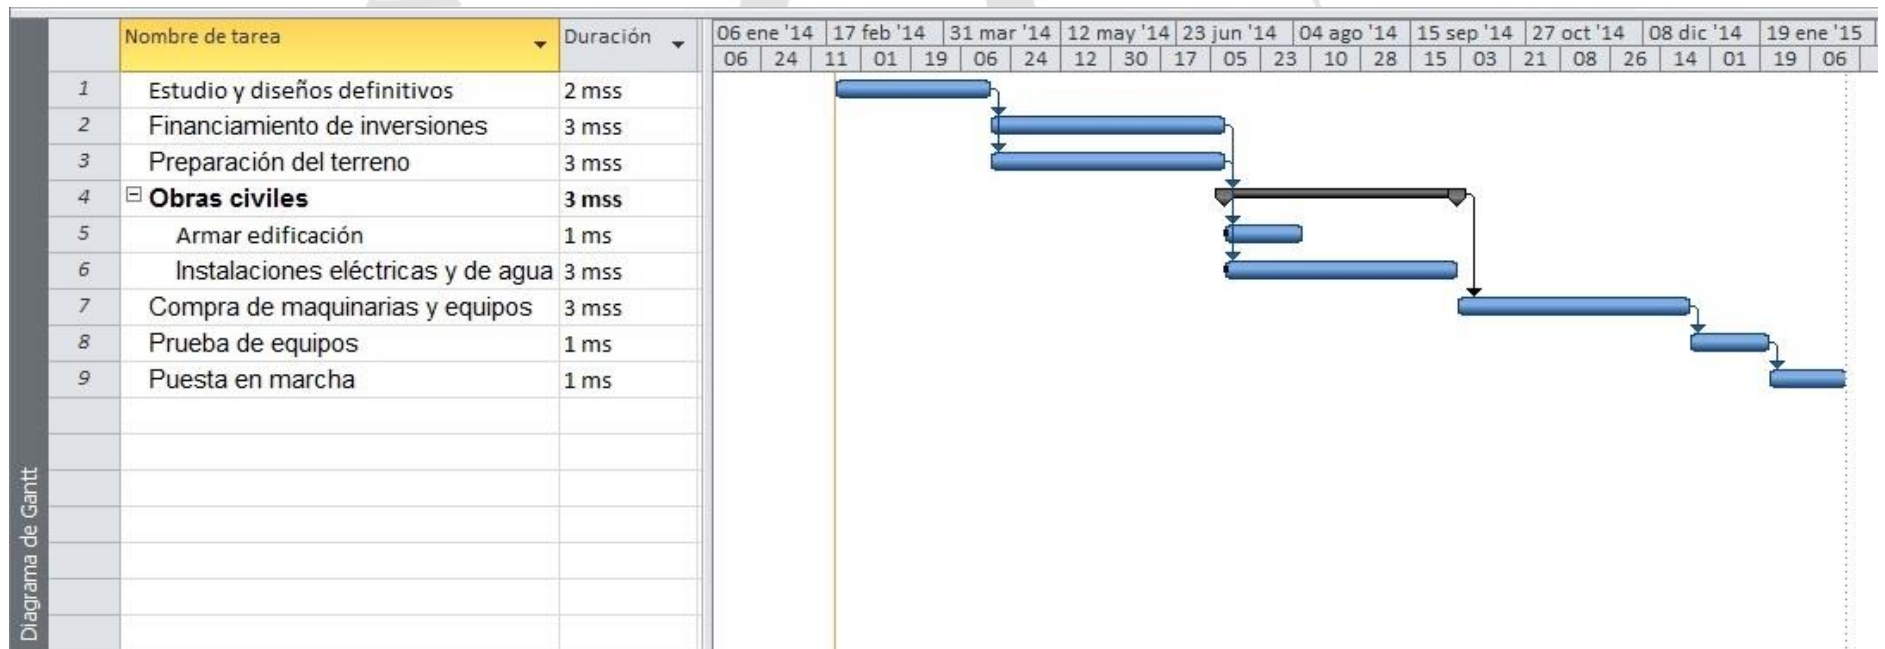 Nombre de tarea Duración 06 ene '14 17 feb '14 31 mar '14 12 may '14 23 jun '14 04 ago '14 15 sep '14 27 oct '14 08 dic '14 19 ene '15
06 24 11 01 19 06 24 12 30 17 05 23 10 28 15 03 21 08 26 14 01 19 06
1 Estudio y diseños definitivos 2 mss
2 Financiamiento de inversiones 3 mss
3 Preparación del terreno 3 mss
4 Obras civiles 3 mss
5 Armar edificación 1 ms
6 Instalaciones eléctricas y de agua 3 mss
7 Compra de maquinarias y equipos 3 mss
8 Prueba de equipos 1 ms
9 Puesta en marcha 1 ms
Diagrama de Gantt